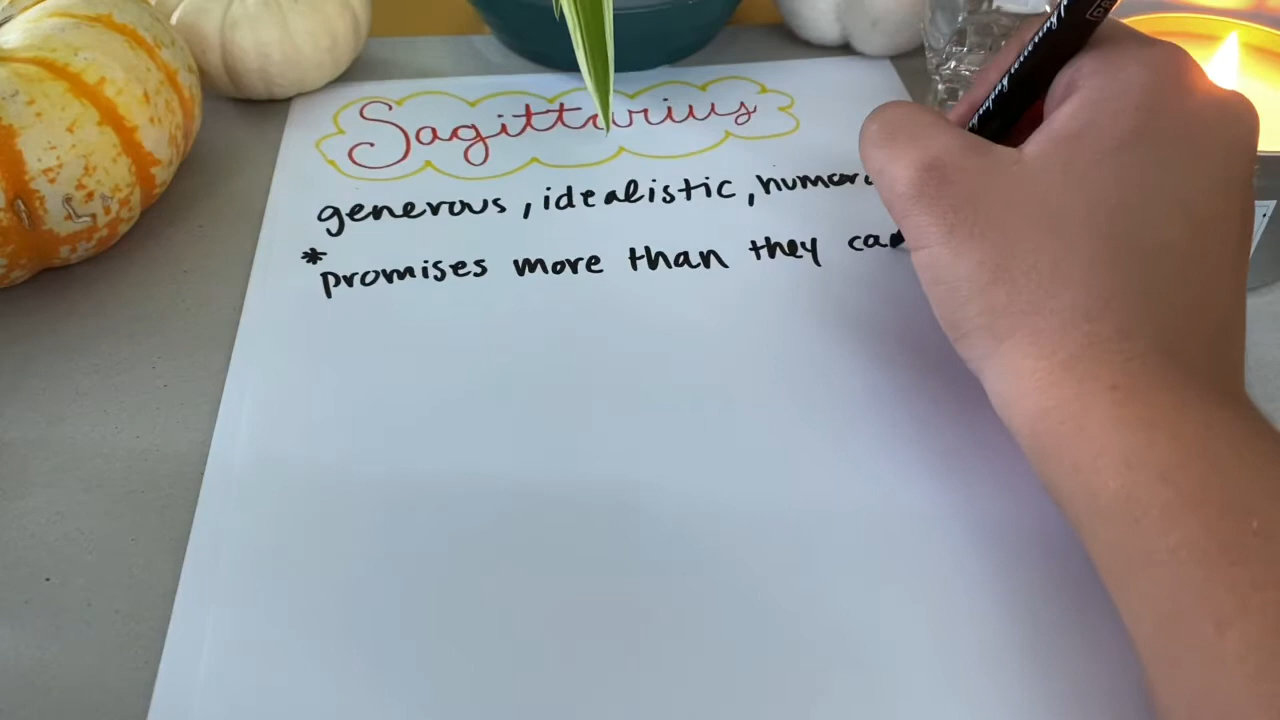 Sagittarius
generous, idealistic,
* promises more than they